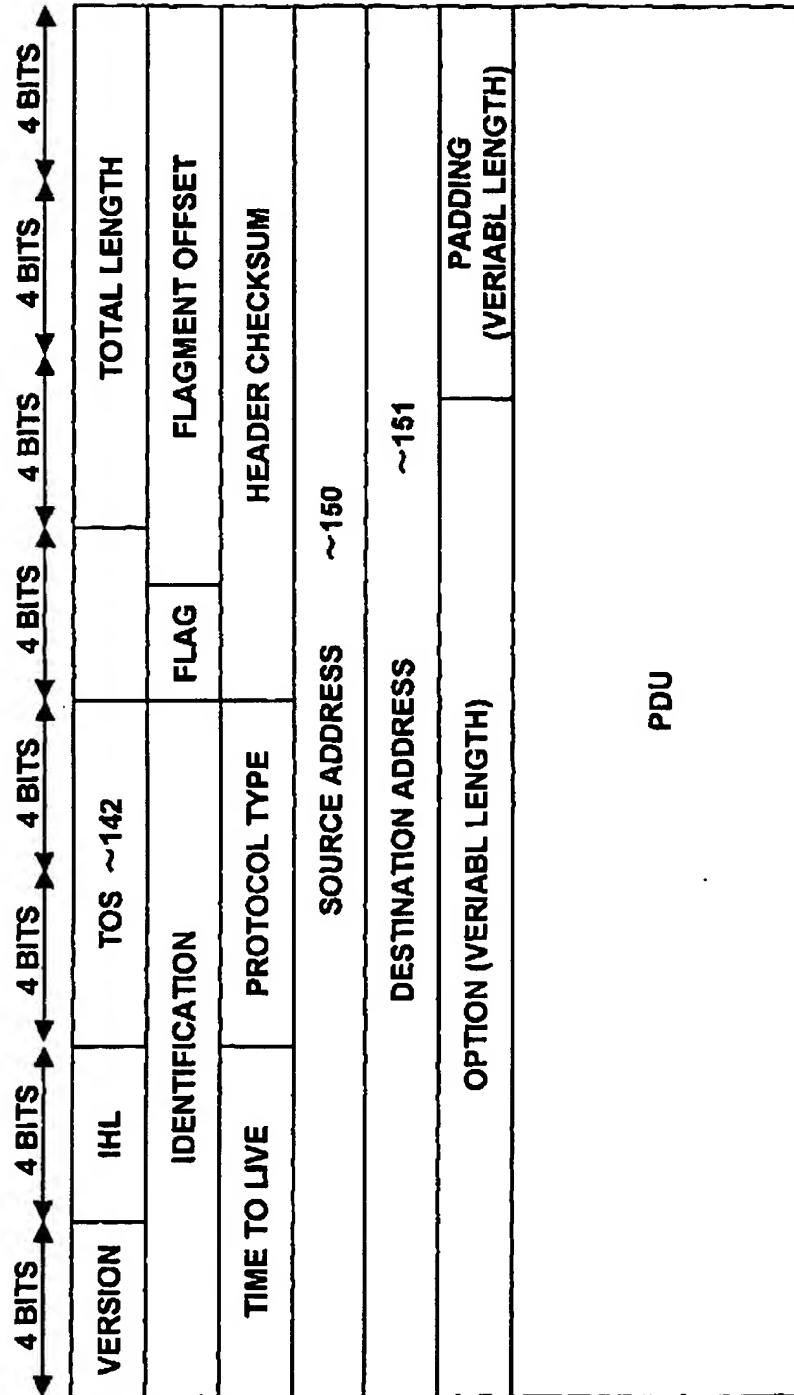 4 BITS 4 BITS 4 BITS 4 BITS 4 BITS 4 BITS 4 BITS 4 BITS
VERSION IHL TOS ~142 TOTAL LENGTH
IDENTIFICATION FLAG FLAGMENT OFFSET
TIME TO LIVE PROTOCOL TYPE HEADER CHECKSUM
SOURCE ADDRESS ~150
DESTINATION ADDRESS ~151
OPTION (VERIABL LENGTH) PADDING
(VERIABL LENGTH)
PDU